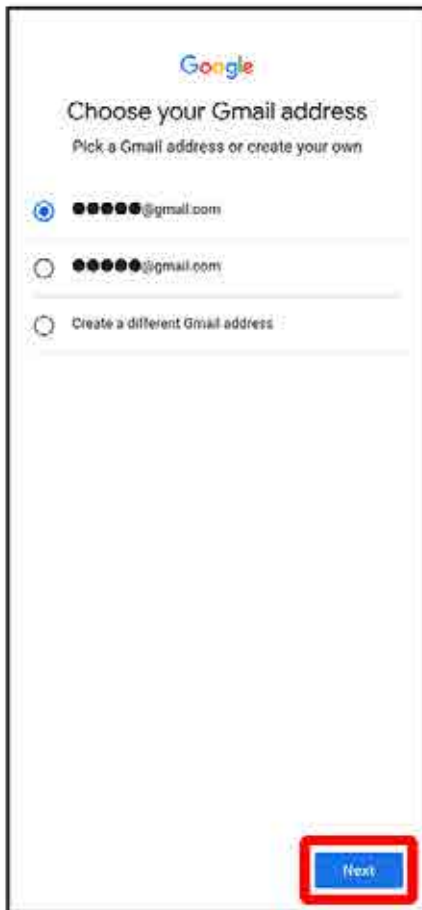 Google
Choose your Gmail address
Pick a Gmail address or create your own
●●●●●@gmail.com
●●●●●@gmail.com
Create a different Gmail address
Next